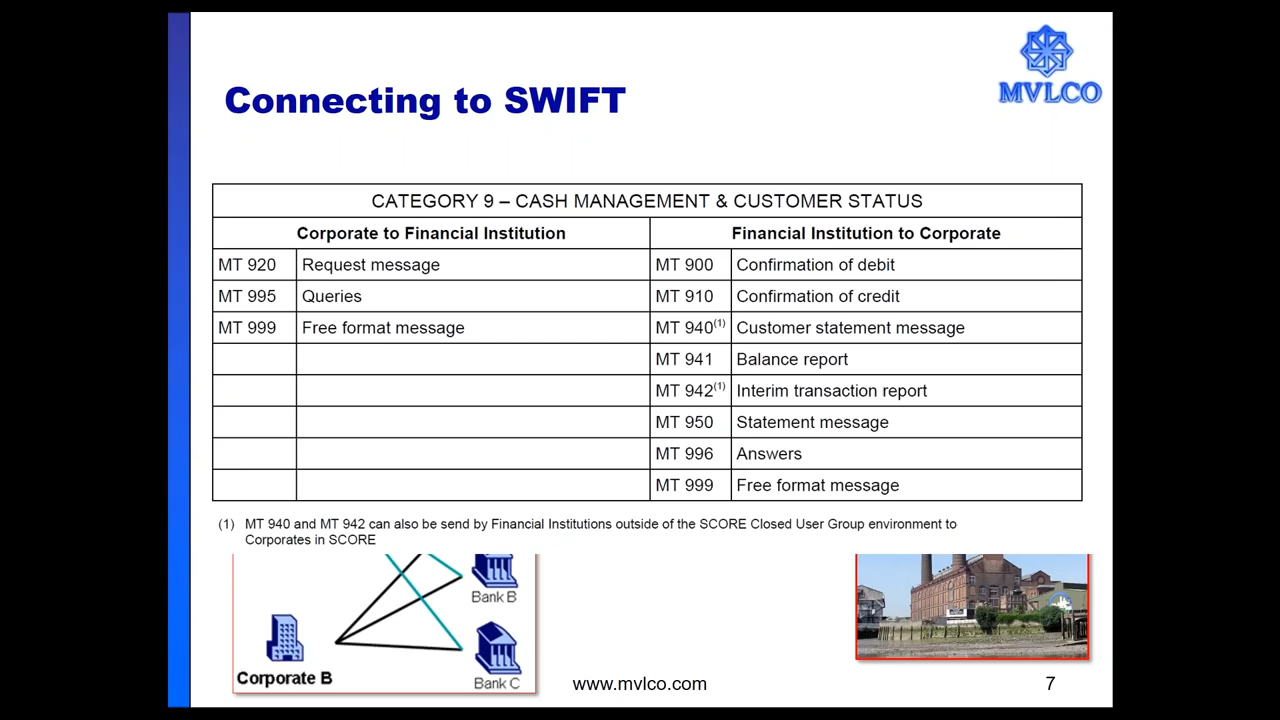 MVLCO
Connecting to SWIFT
CATEGORY 9 – CASH MANAGEMENT & CUSTOMER STATUS
Corporate to Financial Institution Financial Institution to Corporate
MT 920 Request message MT 900 Confirmation of debit
MT 995 Queries MT 910 Confirmation of credit
MT 999 Free format message MT 940(1) Customer statement message
MT 941 Balance report
MT 942(1) Interim transaction report
MT 950 Statement message
MT 996 Answers
MT 999 Free format message
(1) MT 940 and MT 942 can also be send by Financial Institutions outside of the SCORE Closed User Group environment to
Corporates in SCORE
Bank B
Corporate B
Bank C
www.mvlco.com
7